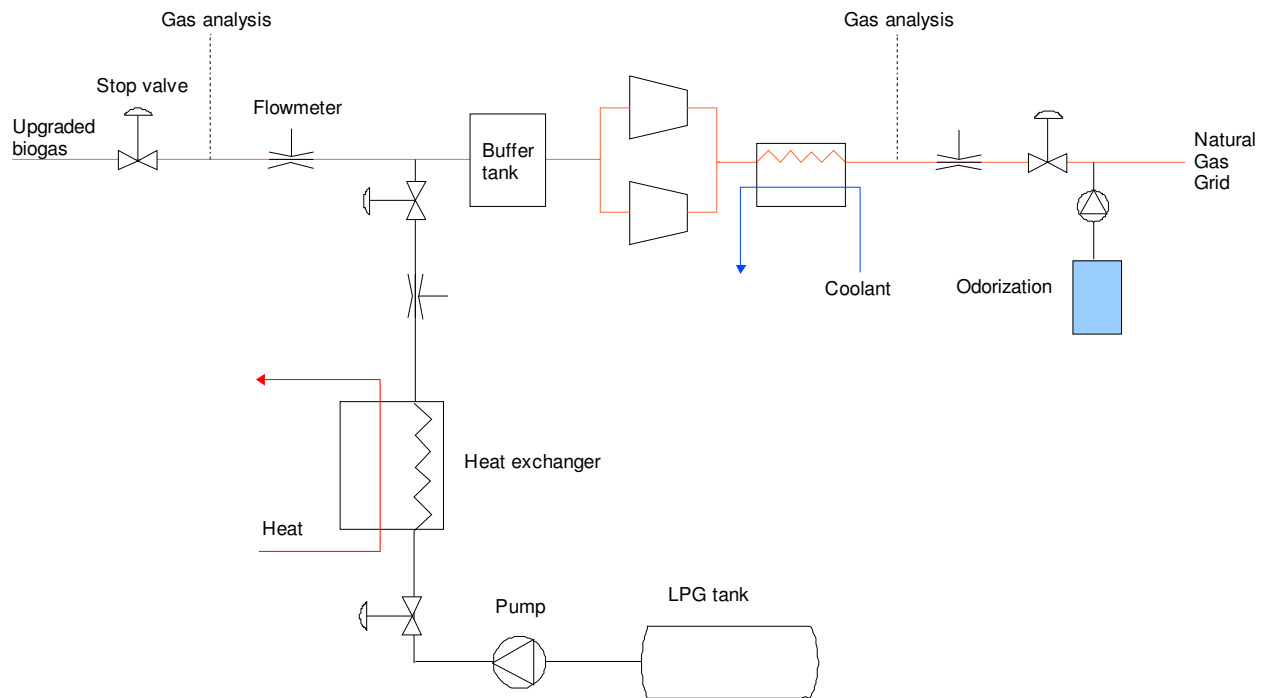 Gas analysis
Gas analysis
Stop valve
Flowmeter
Upgraded
biogas
Buffer
tank
Natural
Gas
Grid
Coolant
Odorization
Heat exchanger
Heat
Pump
LPG tank